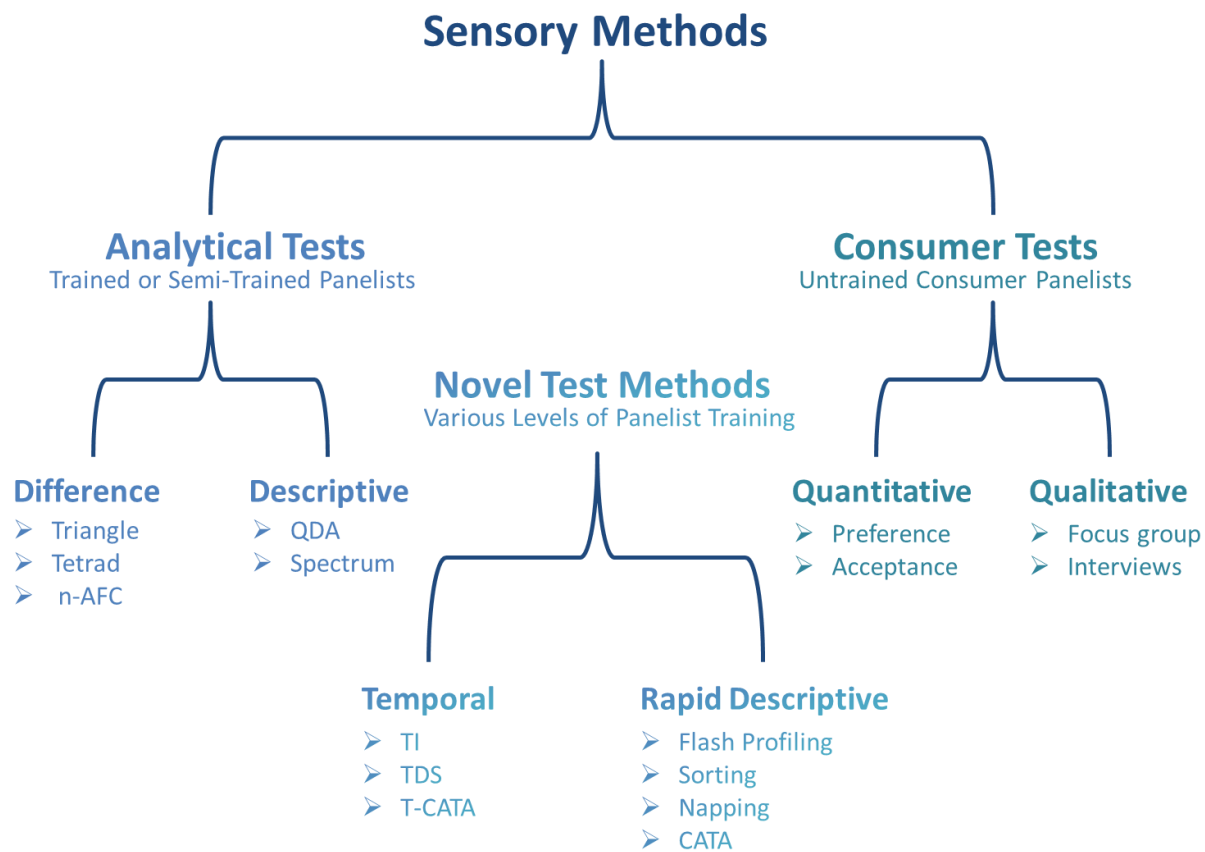 Sensory Methods
Analytical Tests
Trained or Semi-Trained Panelists
Consumer Tests
Untrained Consumer Panelists
Novel Test Methods
Various Levels of Panelist Training
Difference
Triangle
Tetrad
n-AFC
Descriptive
QDA
Spectrum
Quantitative
Preference
Acceptance
Qualitative
Focus group
Interviews
Temporal
TI
TDS
T-CATA
Rapid Descriptive
Flash Profiling
Sorting
Napping
CATA